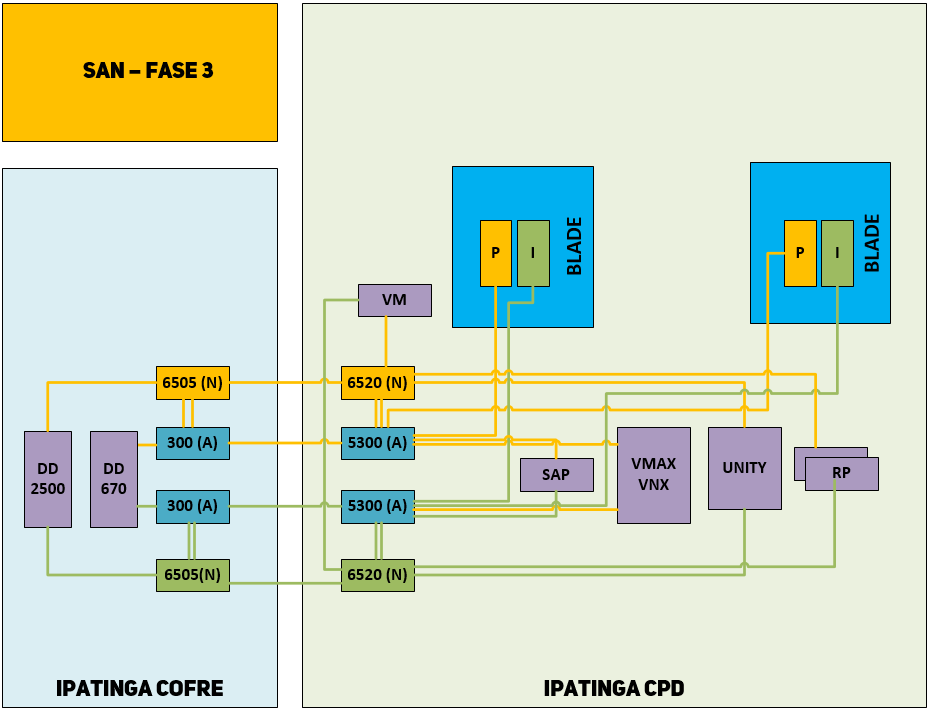 SAN – FASE 3
P
I
BLADE
P
I
BLADE
VM
6505 (N)
6520 (N)
300 (A)
5300 (A)
DD
2500
DD
670
VMAX
VNX
UNITY
SAP
RP
300 (A)
5300 (A)
6505(N)
6520 (N)
IPATINGA COFRE
IPATINGA CPD